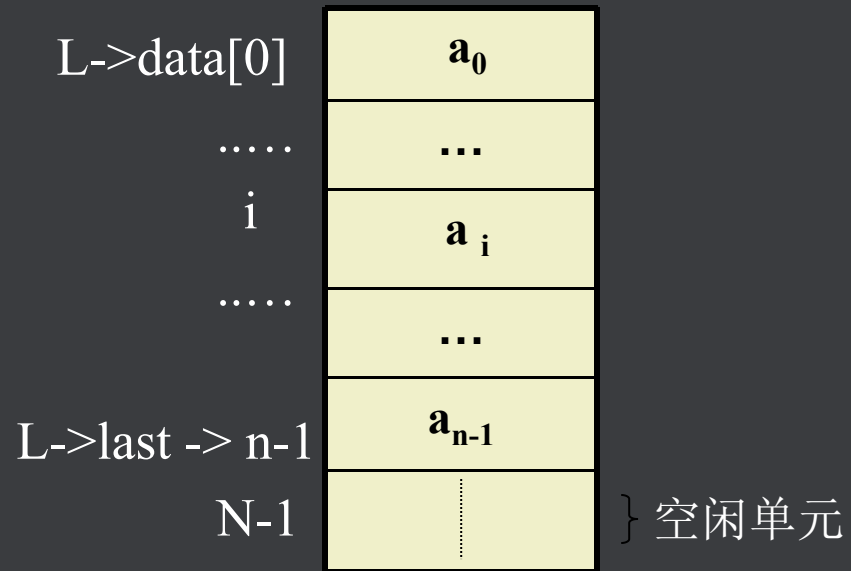 L->data[0] a₀
..... ...
i a i
..... ...
L->last -> n-1 aₙ₋₁
N-1 } 空闲单元